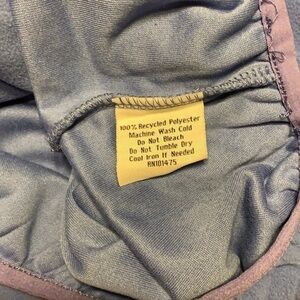 100% Recycled Polyester
Machine Wash Cold
Do Not Bleach
Do Not Tumble Dry
Cool Iron If Needed
RN101475